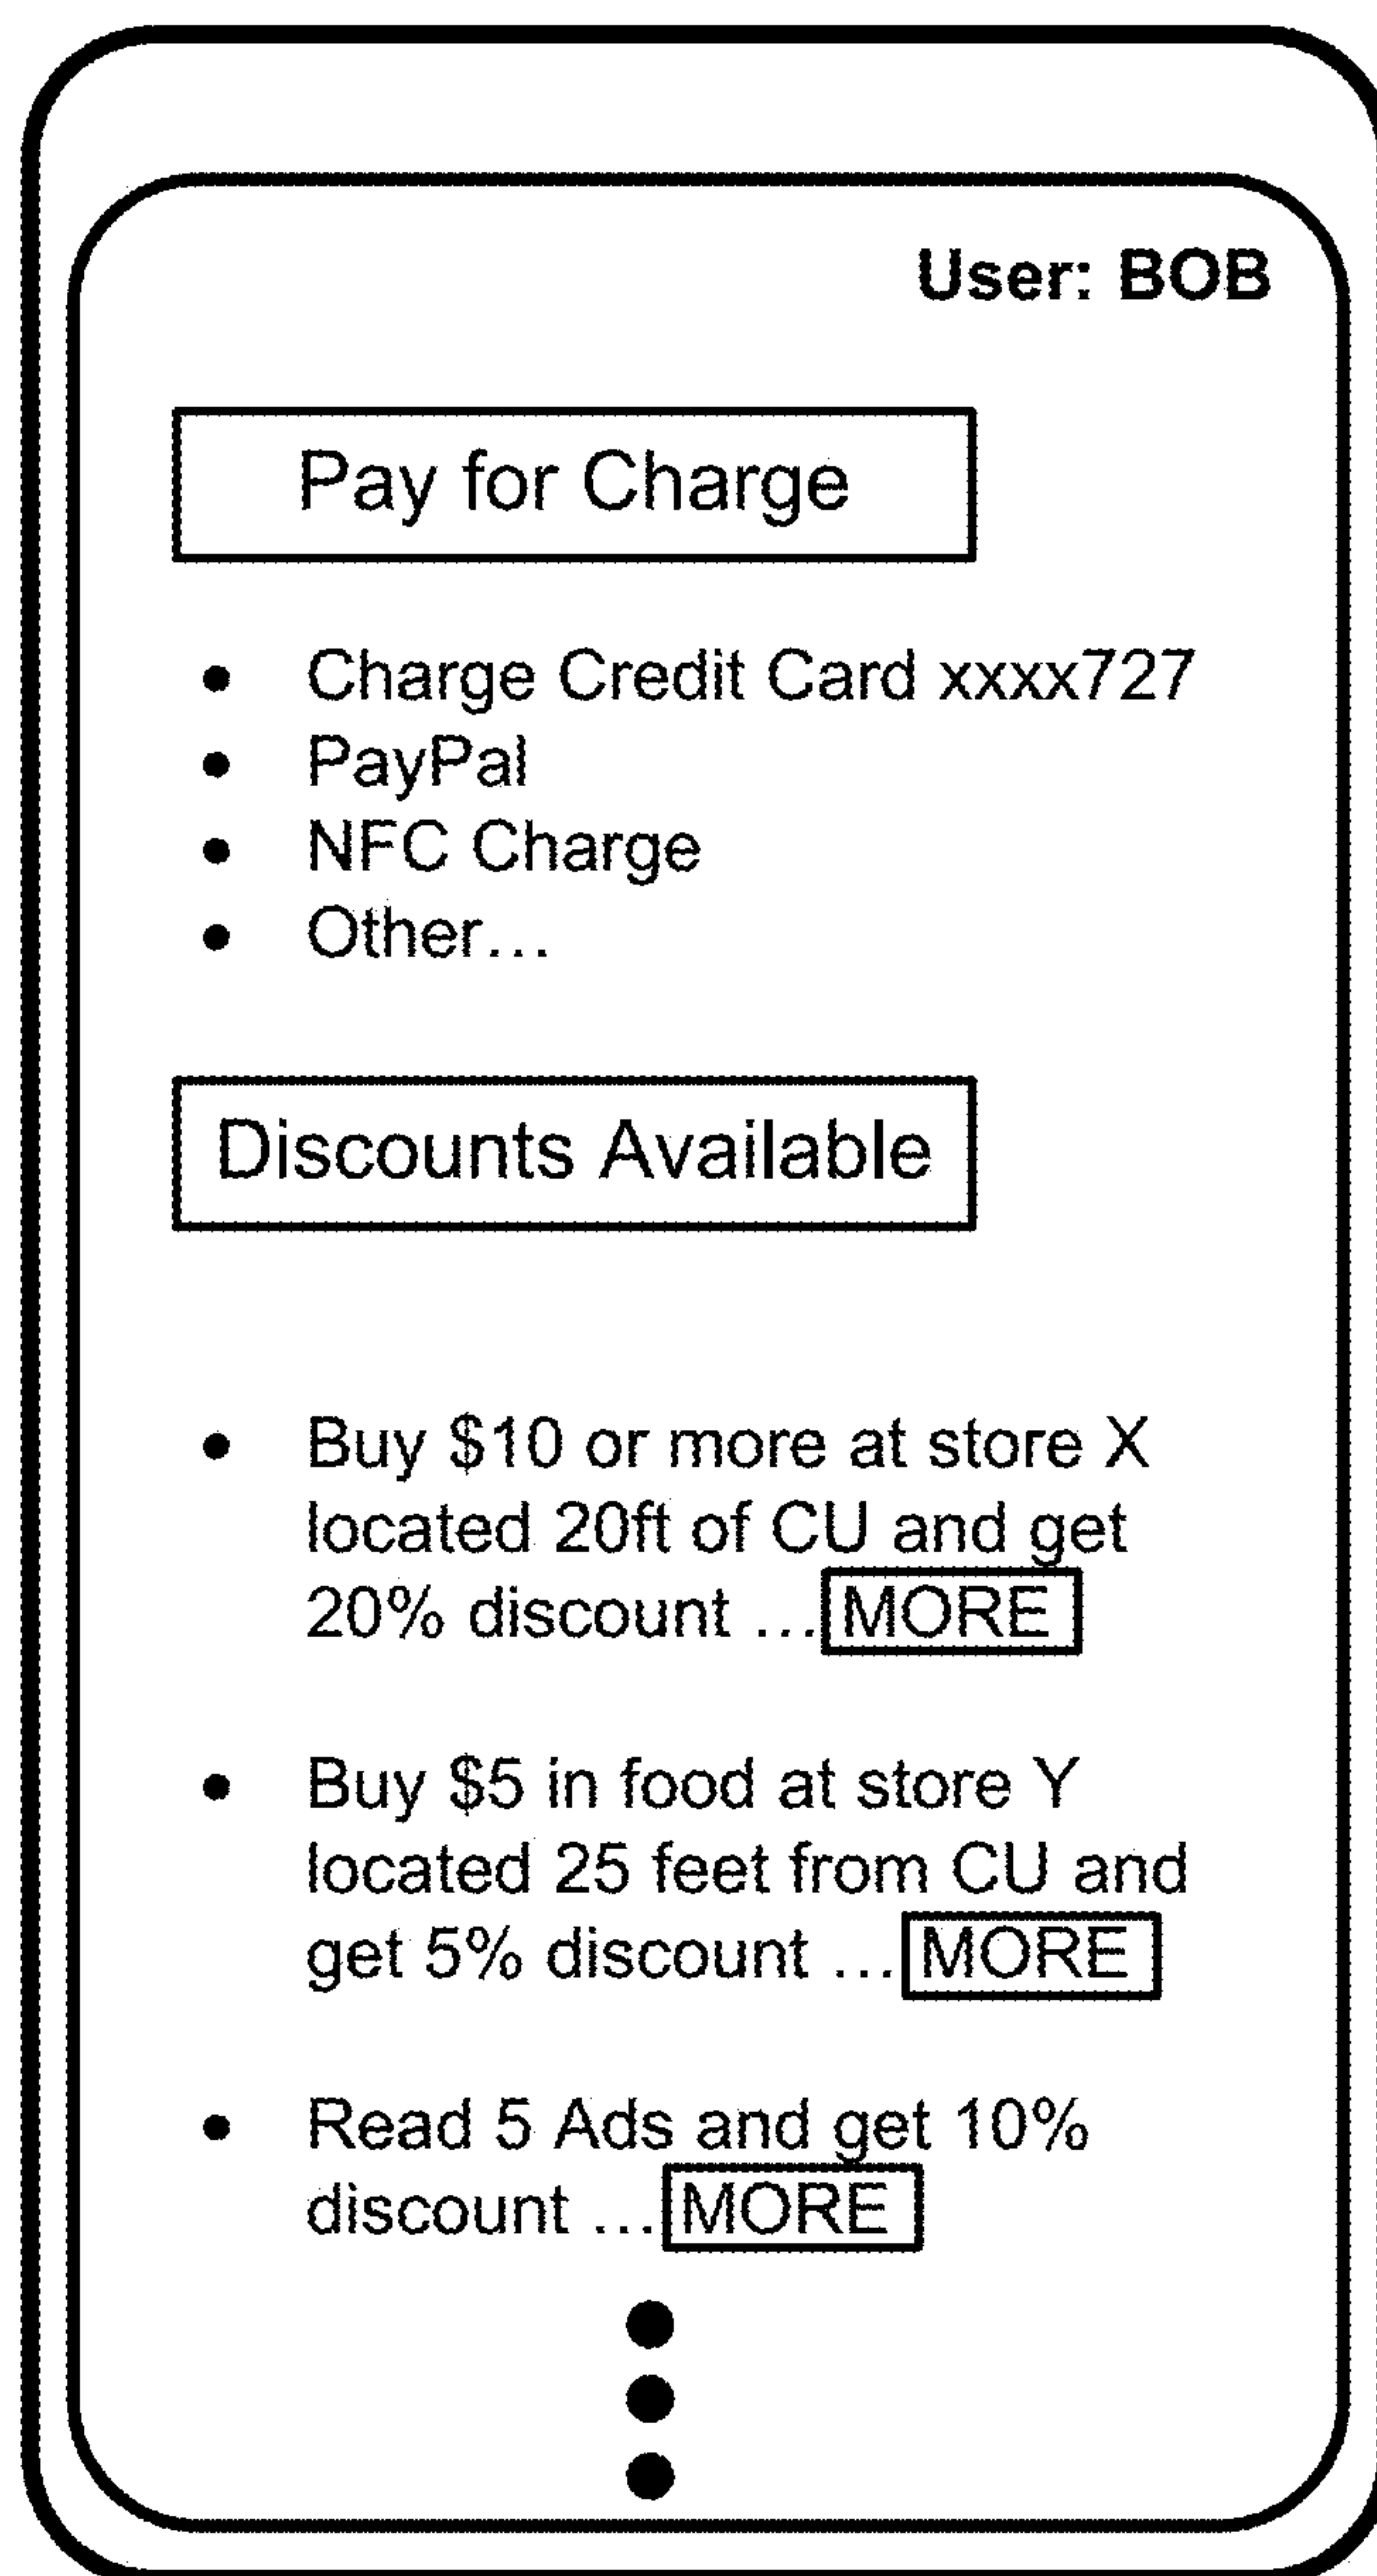 User: BOB
Pay for Charge
• Charge Credit Card xxxx727
• PayPal
• NFC Charge
• Other…
Discounts Available
• Buy $10 or more at store X
located 20ft of CU and get
20% discount …MORE
• Buy $5 in food at store Y
located 25 feet from CU and
get 5% discount …MORE
• Read 5 Ads and get 10%
discount …MORE